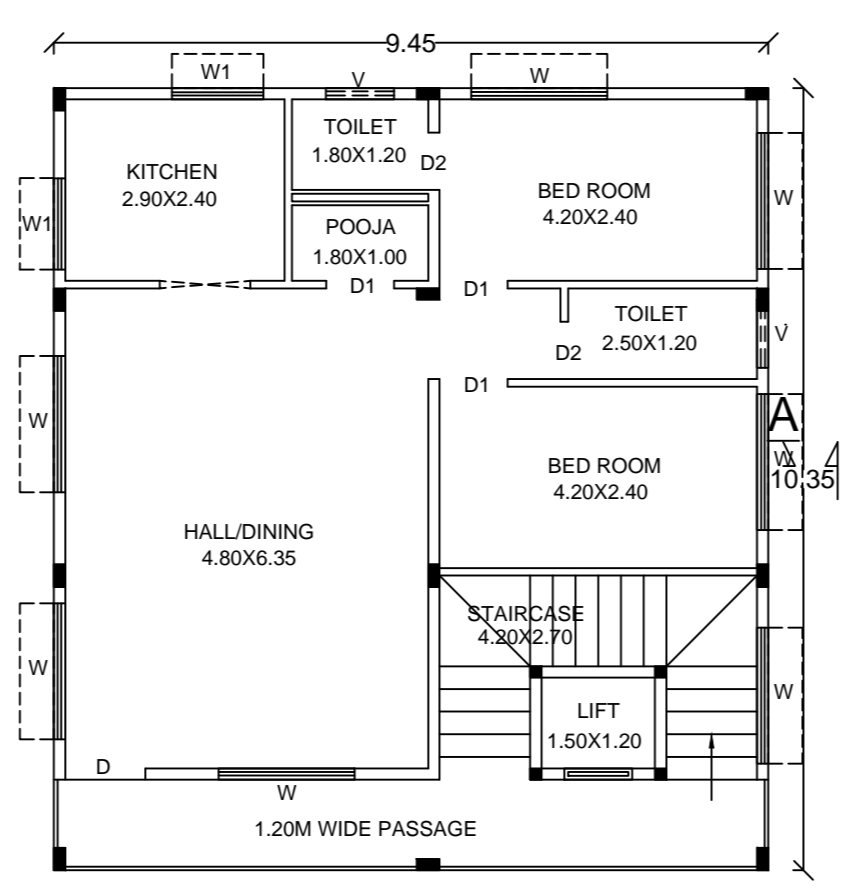 9.45
W1
V
W
TOILET
1.80X1.20
D2
KITCHEN
2.90X2.40
BED ROOM
4.20X2.40
W
W1
POOJA
1.80X1.00
D1
D1
TOILET
2.50X1.20
V
D2
D1
W
A
W
10.35
BED ROOM
4.20X2.40
HALL/DINING
4.80X6.35
STAIRCASE
4.20X2.70
W
W
LIFT
1.50X1.20
D
W
1.20M WIDE PASSAGE